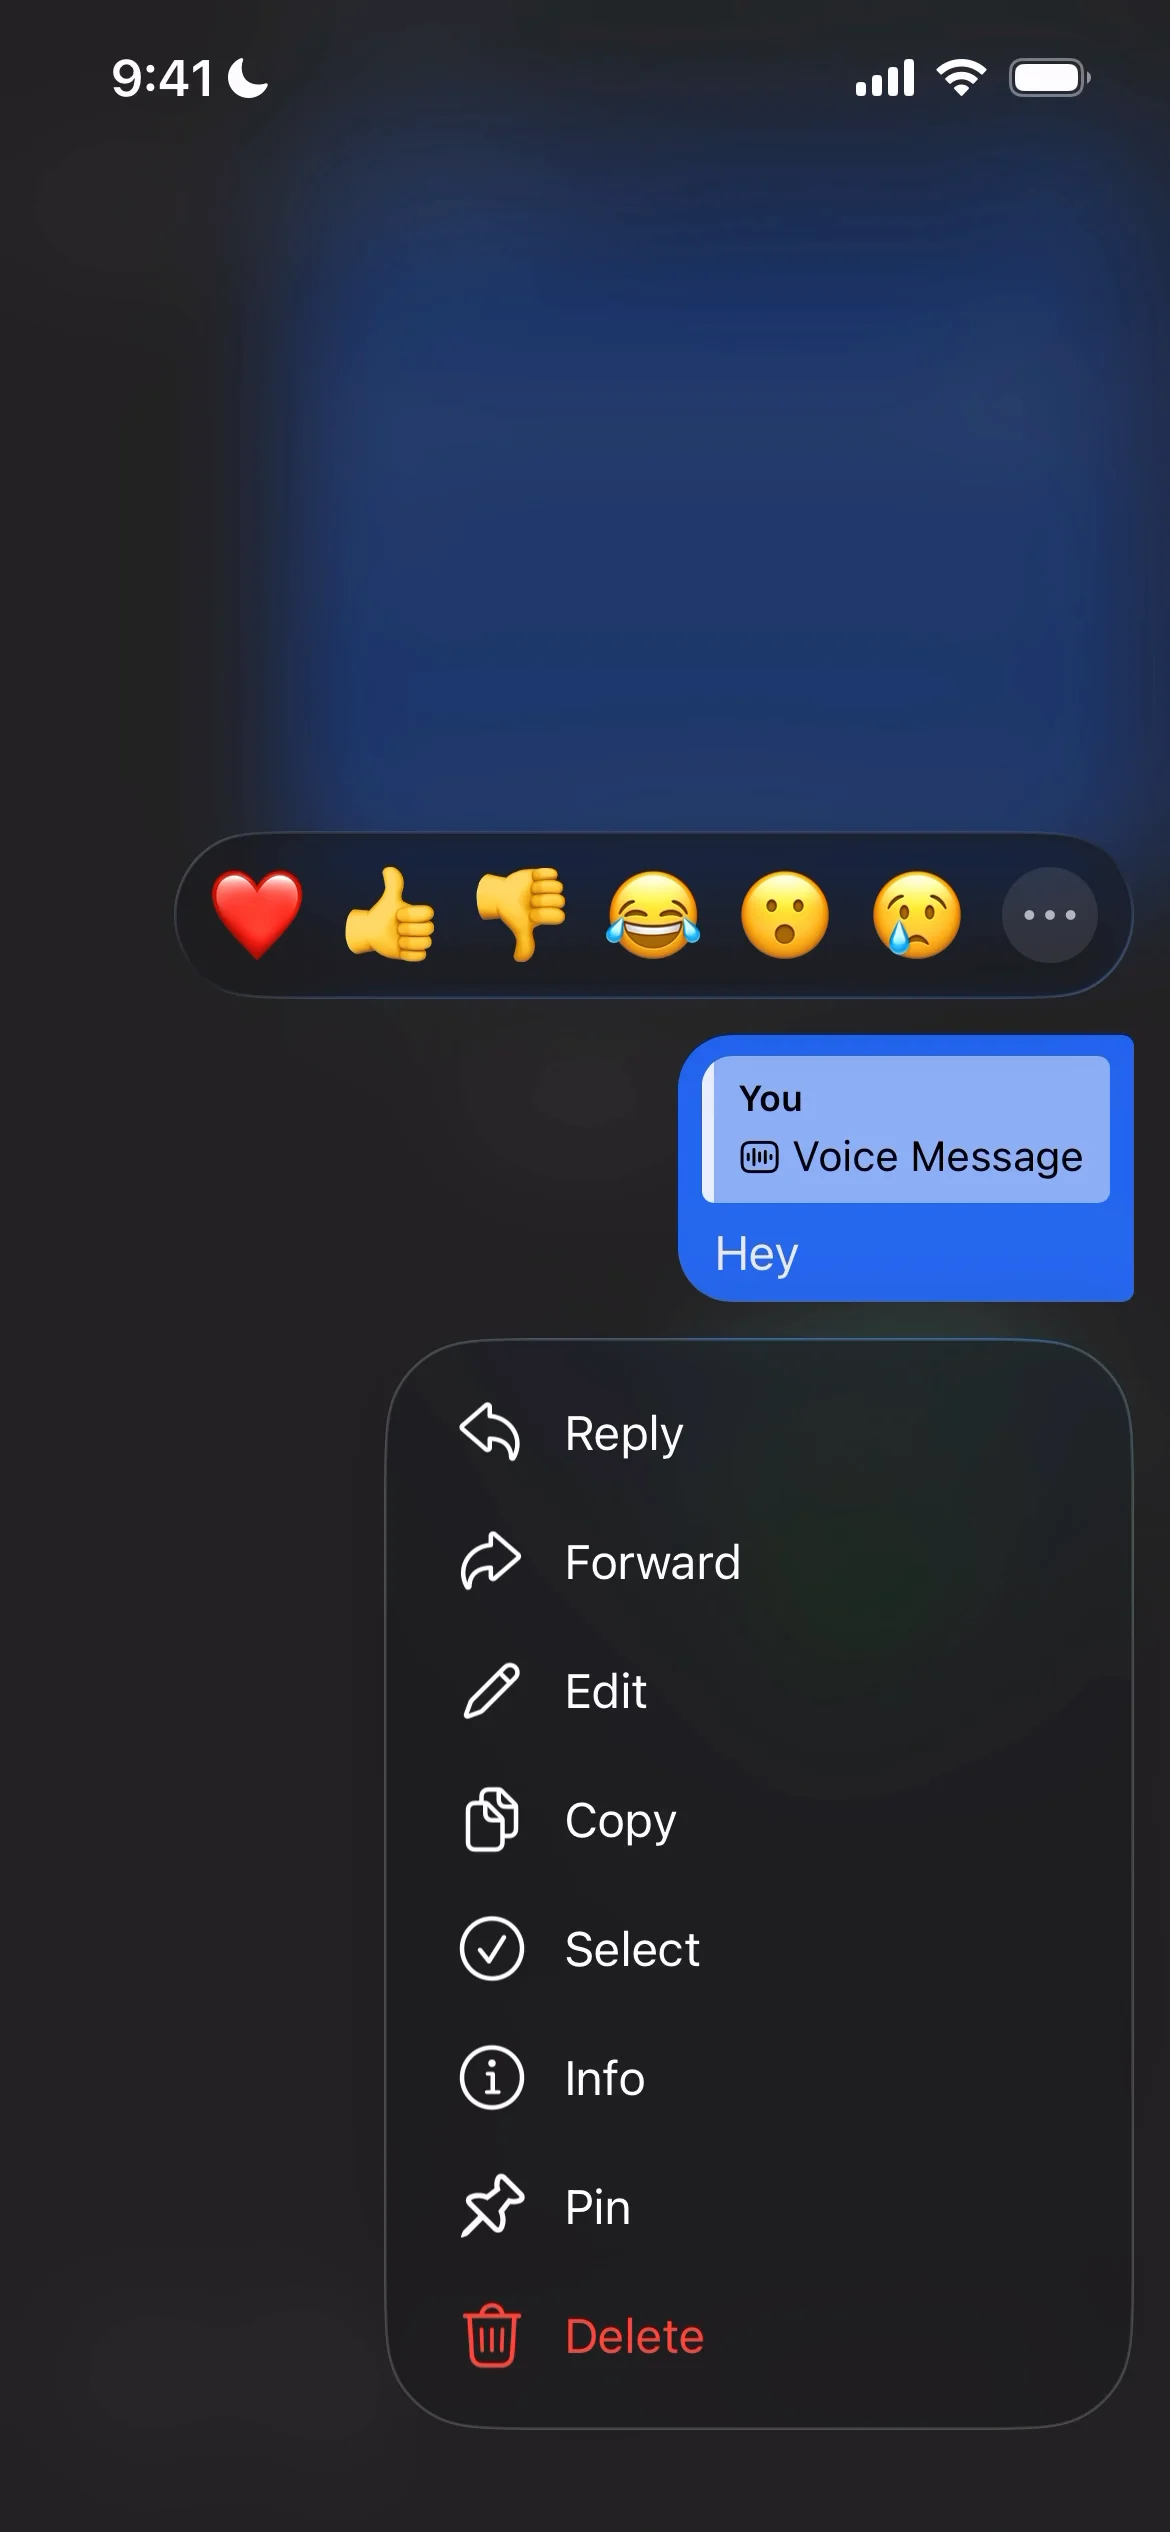 9:41
You
Voice Message
Hey
Reply
Forward
Edit
Copy
Select
Info
Pin
Delete